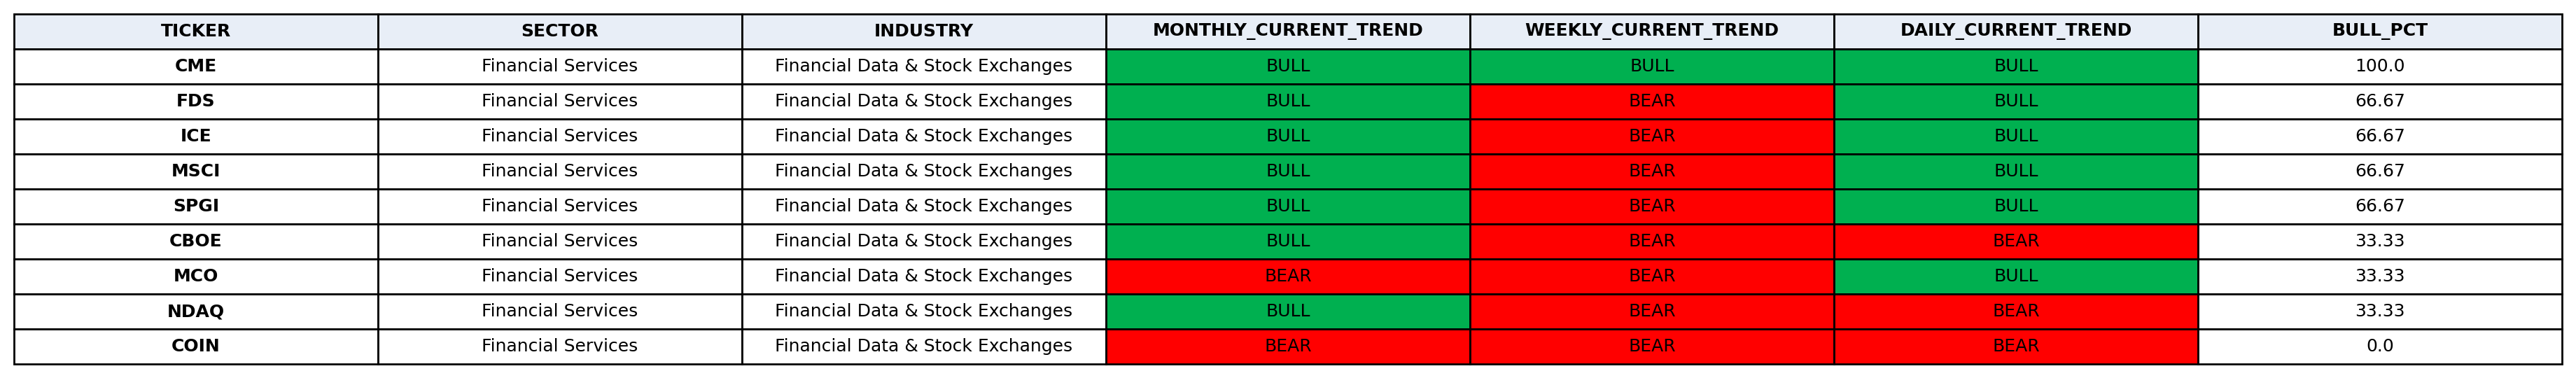 TICKER SECTOR INDUSTRY MONTHLY_CURRENT_TREND WEEKLY_CURRENT_TREND DAILY_CURRENT_TREND BULL_PCT
CME Financial Services Financial Data & Stock Exchanges BULL BULL BULL 100.0
FDS Financial Services Financial Data & Stock Exchanges BULL BEAR BULL 66.67
ICE Financial Services Financial Data & Stock Exchanges BULL BEAR BULL 66.67
MSCI Financial Services Financial Data & Stock Exchanges BULL BEAR BULL 66.67
SPGI Financial Services Financial Data & Stock Exchanges BULL BEAR BULL 66.67
CBOE Financial Services Financial Data & Stock Exchanges BULL BEAR BEAR 33.33
MCO Financial Services Financial Data & Stock Exchanges BEAR BEAR BULL 33.33
NDAQ Financial Services Financial Data & Stock Exchanges BULL BEAR BEAR 33.33
COIN Financial Services Financial Data & Stock Exchanges BEAR BEAR BEAR 0.0